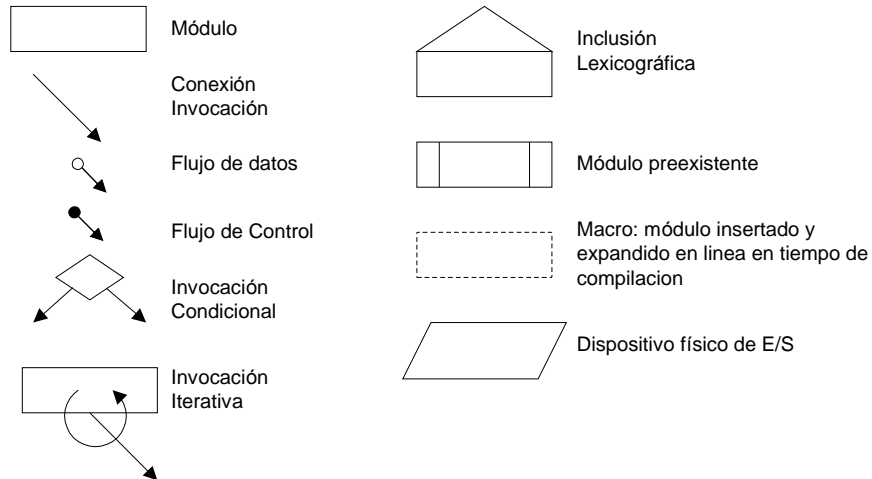 Módulo
Conexión
Invocación
Flujo de datos
Flujo de Control
Invocación
Condicional
Invocación
Iterativa
Inclusión
Lexicográfica
Módulo preexistente
Macro: módulo insertado y
expandido en linea en tiempo de
compilacion
Dispositivo físico de E/S